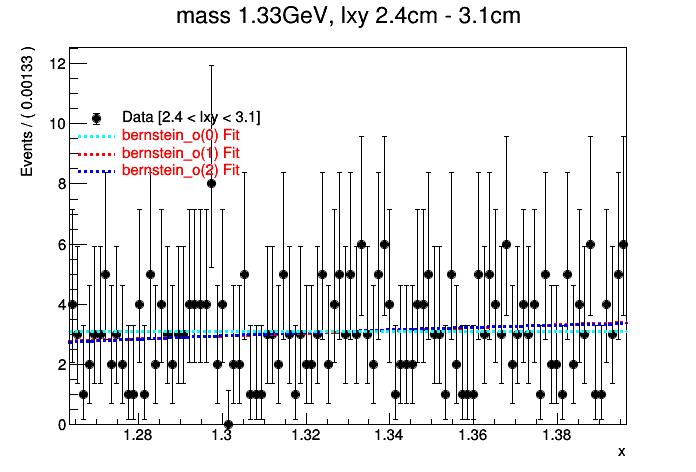 mass 1.33GeV, lxy 2.4cm - 3.1cm
Events / ( 0.00133 )
12
10
8
6
4
2
0
Data [2.4 < lxy < 3.1]
bernstein_o(0) Fit
bernstein_o(1) Fit
bernstein_o(2) Fit
1.28 1.3 1.32 1.34 1.36 1.38
x